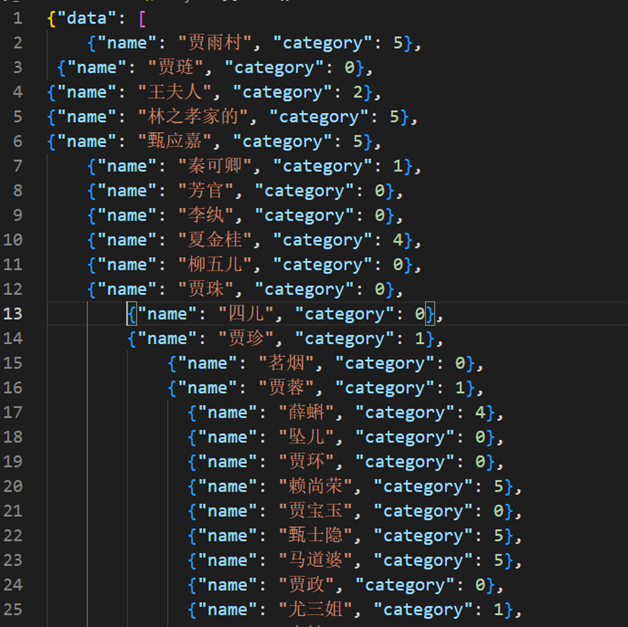 1 {"data": [
2 {"name": "贾雨村", "category": 5},
3 {"name": "贾琏", "category": 0},
4 {"name": "王夫人", "category": 2},
5 {"name": "林之孝家的", "category": 5},
6 {"name": "甄应嘉", "category": 5},
7 {"name": "秦可卿", "category": 1},
8 {"name": "芳官", "category": 0},
9 {"name": "李纨", "category": 0},
10 {"name": "夏金桂", "category": 4},
11 {"name": "柳五儿", "category": 0},
12 {"name": "贾珠", "category": 0},
13 {"name": "四儿", "category": 0},
14 {"name": "贾珍", "category": 1},
15 {"name": "茗烟", "category": 0},
16 {"name": "贾蓉", "category": 1},
17 {"name": "薛蝌", "category": 4},
18 {"name": "坠儿", "category": 0},
19 {"name": "贾环", "category": 0},
20 {"name": "赖尚荣", "category": 5},
21 {"name": "贾宝玉", "category": 0},
22 {"name": "甄士隐", "category": 5},
23 {"name": "马道婆", "category": 5},
24 {"name": "贾政", "category": 0},
25 {"name": "尤三姐", "category": 1},